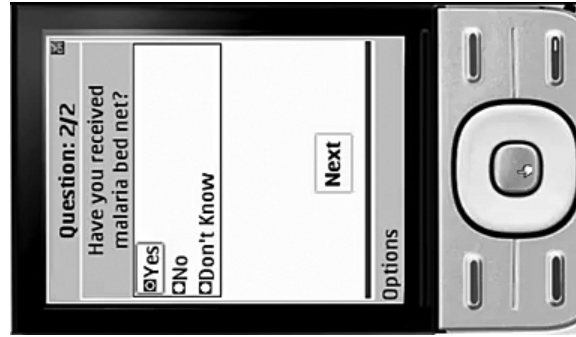 Question: 2/2
Have you received
malaria bed net?
Yes
No
Don't Know
Next
Options